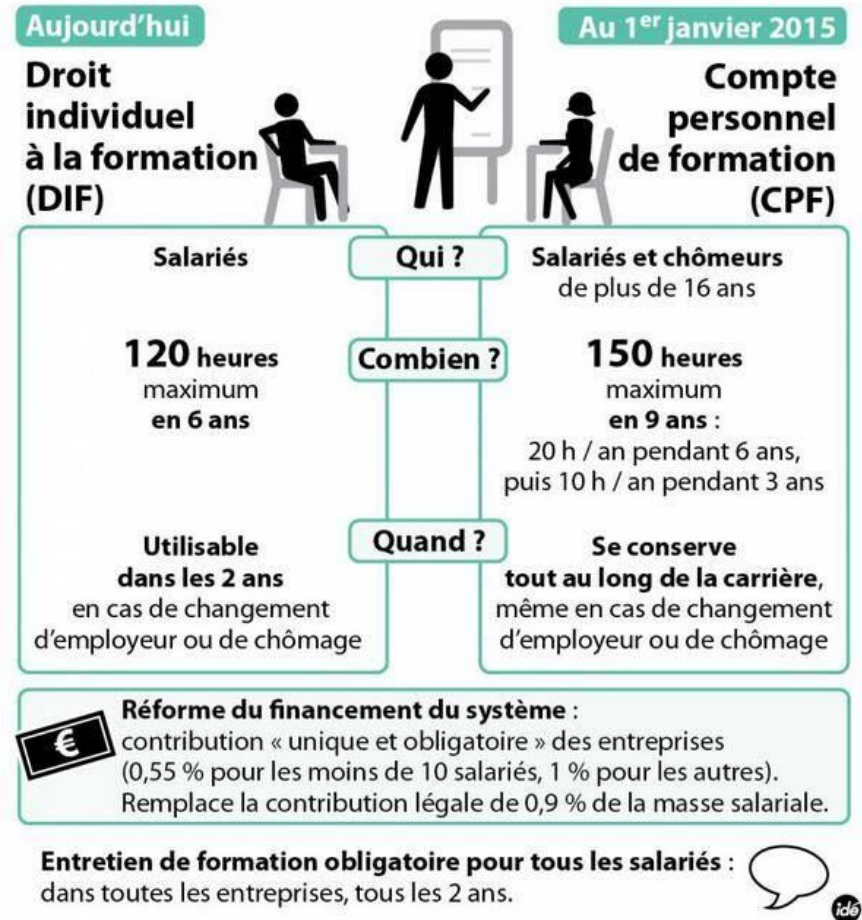 Aujourd'hui
Au 1er janvier 2015
Droit
individuel
à la formation
(DIF)
Compte
personnel
de formation
(CPF)
Qui ?
Salariés
Salariés et chômeurs
de plus de 16 ans
Combien ?
120 heures
maximum
en 6 ans
150 heures
maximum
en 9 ans :
20 h / an pendant 6 ans,
puis 10 h / an pendant 3 ans
Quand ?
Utilisable
dans les 2 ans
en cas de changement
d'employeur ou de chômage
Se conserve
tout au long de la carrière,
même en cas de changement
d'employeur ou de chômage
€
Réforme du financement du système :
contribution « unique et obligatoire » des entreprises
(0,55 % pour les moins de 10 salariés, 1 % pour les autres).
Remplace la contribution légale de 0,9 % de la masse salariale.
Entretien de formation obligatoire pour tous les salariés :
dans toutes les entreprises, tous les 2 ans.
idé